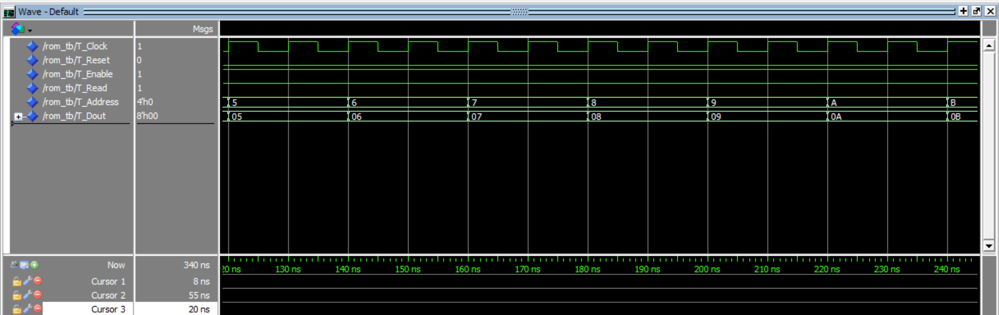 Wave - Default
Msgs
/rom_tb/T_Clock 1
/rom_tb/T_Reset 0
/rom_tb/T_Enable 1
/rom_tb/T_Read 1
/rom_tb/T_Address 4'h0 5 6 7 8 9 A B
/rom_tb/T_Dout 8'h00 05 06 07 08 09 0A 0B
Now 340 ns 20 ns 130 ns 140 ns 150 ns 160 ns 170 ns 180 ns 190 ns 200 ns 210 ns 220 ns 230 ns 240 ns
Cursor 1 8 ns
Cursor 2 55 ns
Cursor 3 20 ns